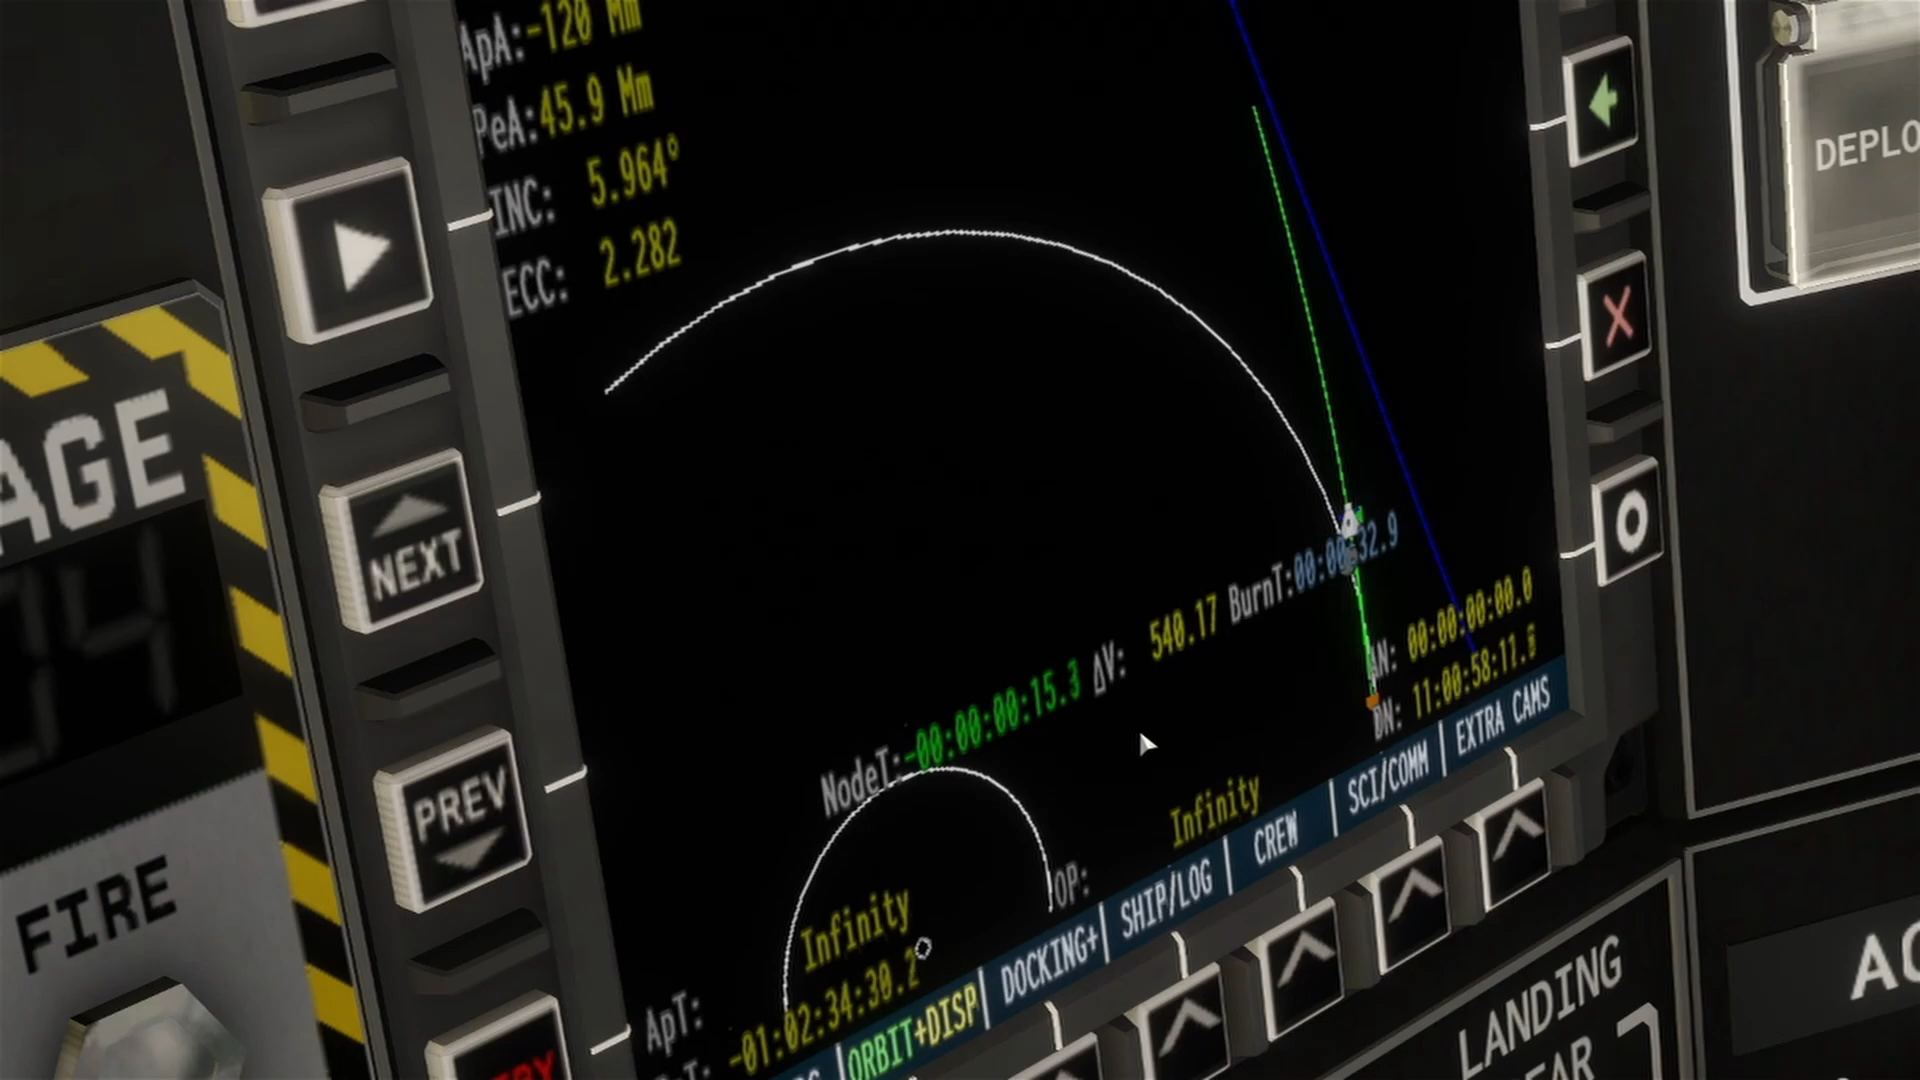 ApA:-120 Mm
PeA:45.9 Mm
INC: 5.964°
ECC: 2.282
DEPLO
AGE
NEXT
PREV
FIRE
NodeT:-00:00:00:15.3 ΔV: 540.17 BurnT:00:00:32.9
AN: 00:00:00:00.0
DN: 11:00:58:17.8
Infinity
OP:
Infinity
ApT:
-01:02:34:30.2
ORBIT+DISP|DOCKING+|SHIP/LOG|CREW|SCI/COMM|EXTRA CAMS
LANDING
EAR